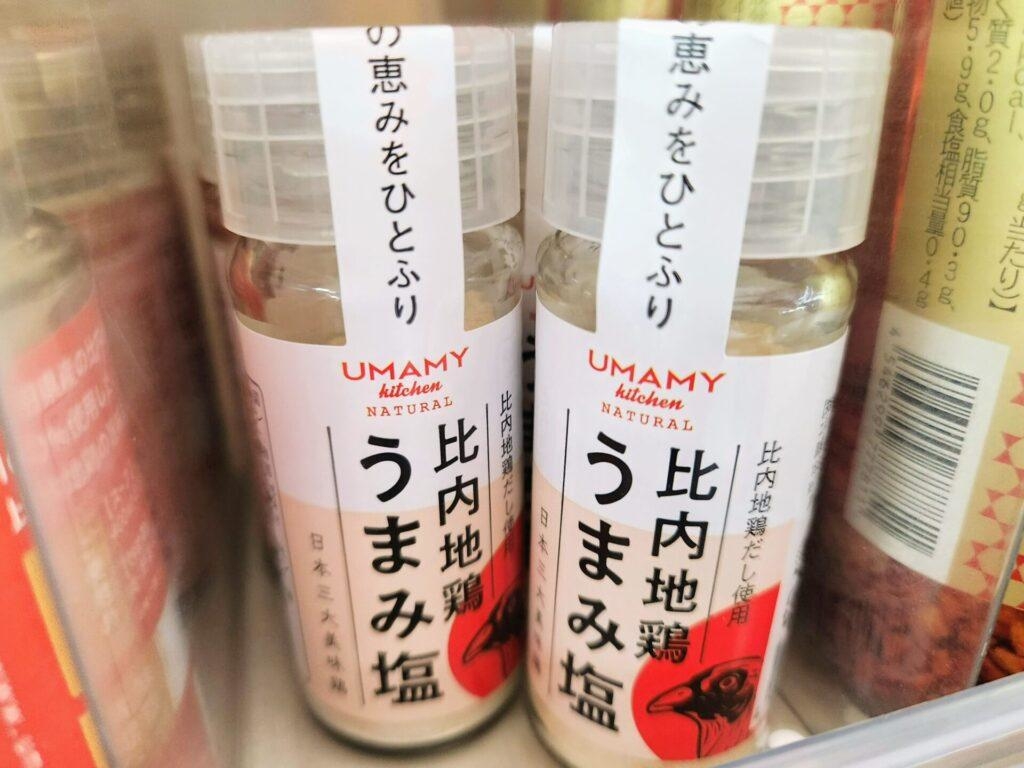 の恵みをひとふり
UMAMY
kitchen
NATURAL
比内地鶏だし使用
比内地鶏
うまみ塩
日本三大美味鶏
恵みをひとふり
UMAMY
kitchen
NATURAL
比内地鶏だし使用
比内地鶏
うまみ塩
日本三大美味鶏
質2.0g、脂質90.3g、
物5.9g、食塩相当量0.4g
g当たり)】